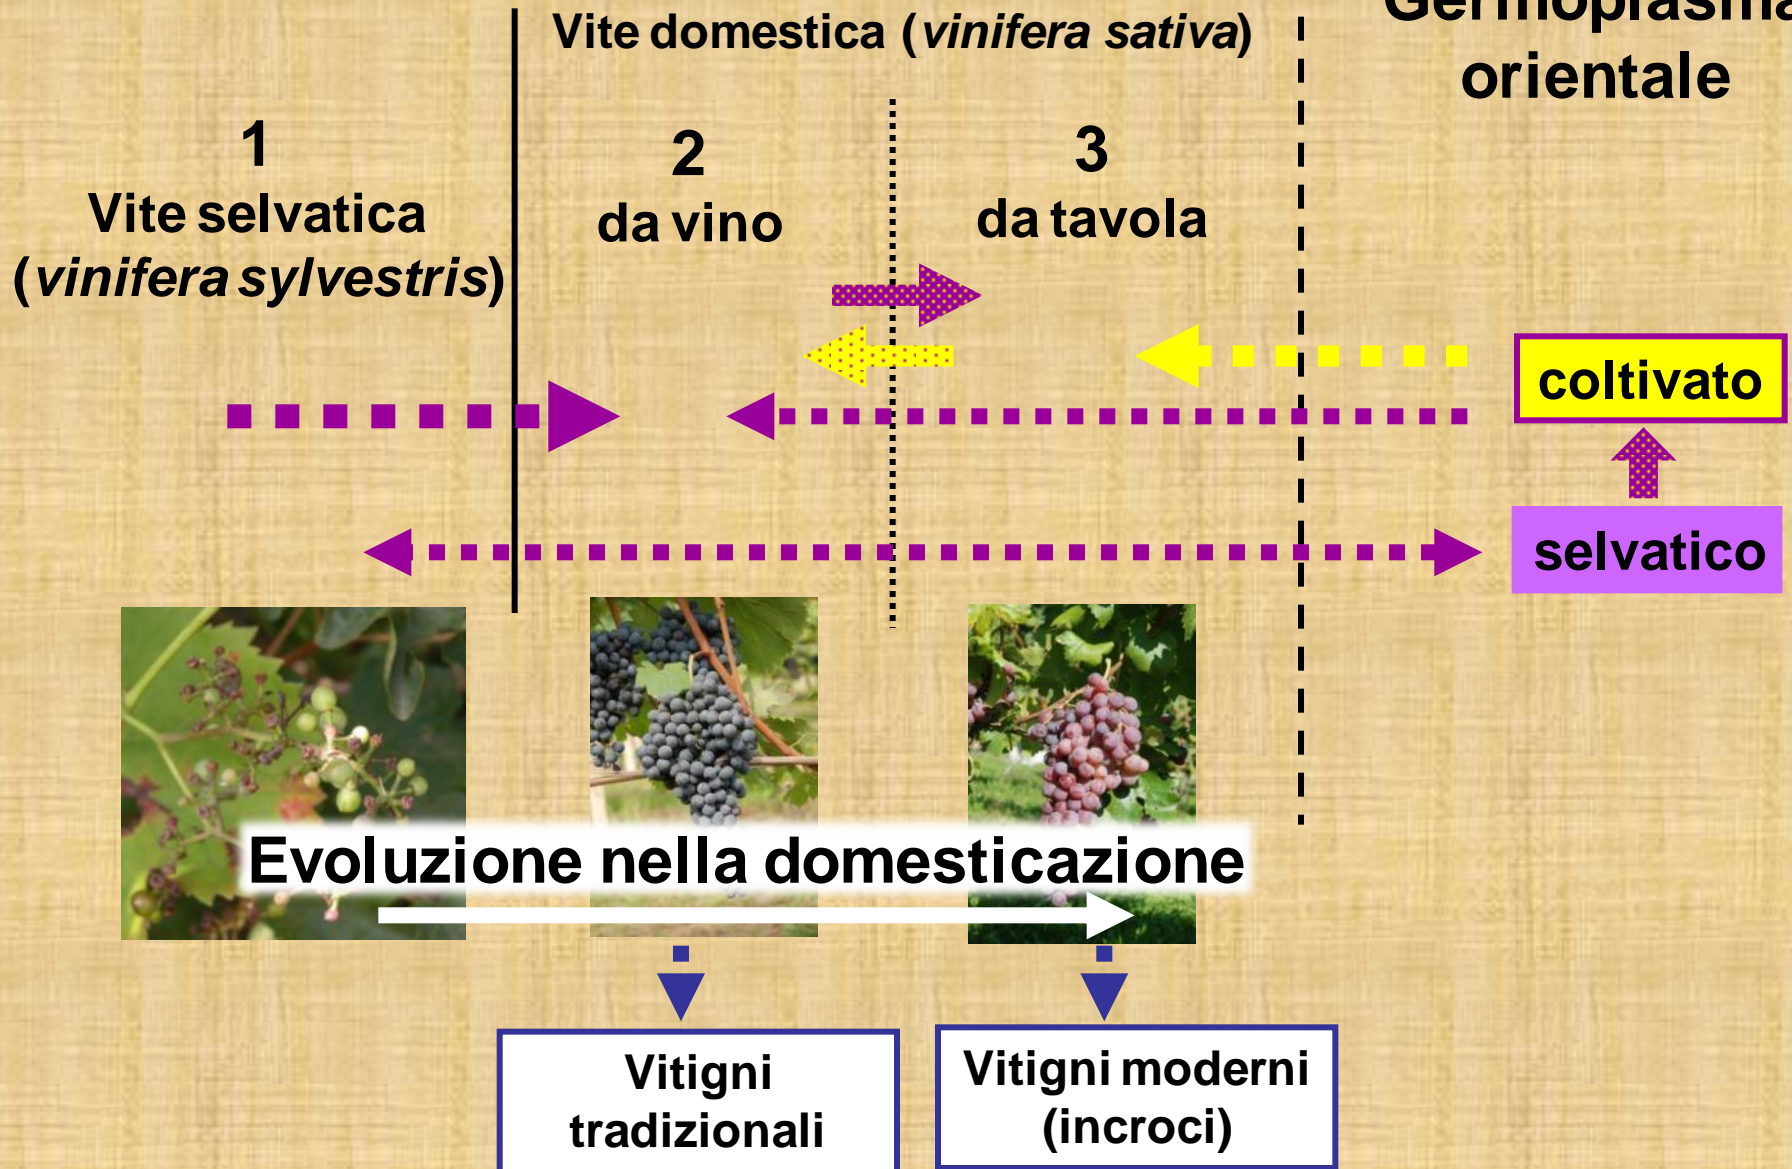 Vite domestica (vinifera sativa)
Germoplasma
orientale
1
Vite selvatica
(vinifera sylvestris)
2
da vino
3
da tavola
coltivato
selvatico
Evoluzione nella domesticazione
Vitigni
tradizionali
Vitigni moderni
(incroci)